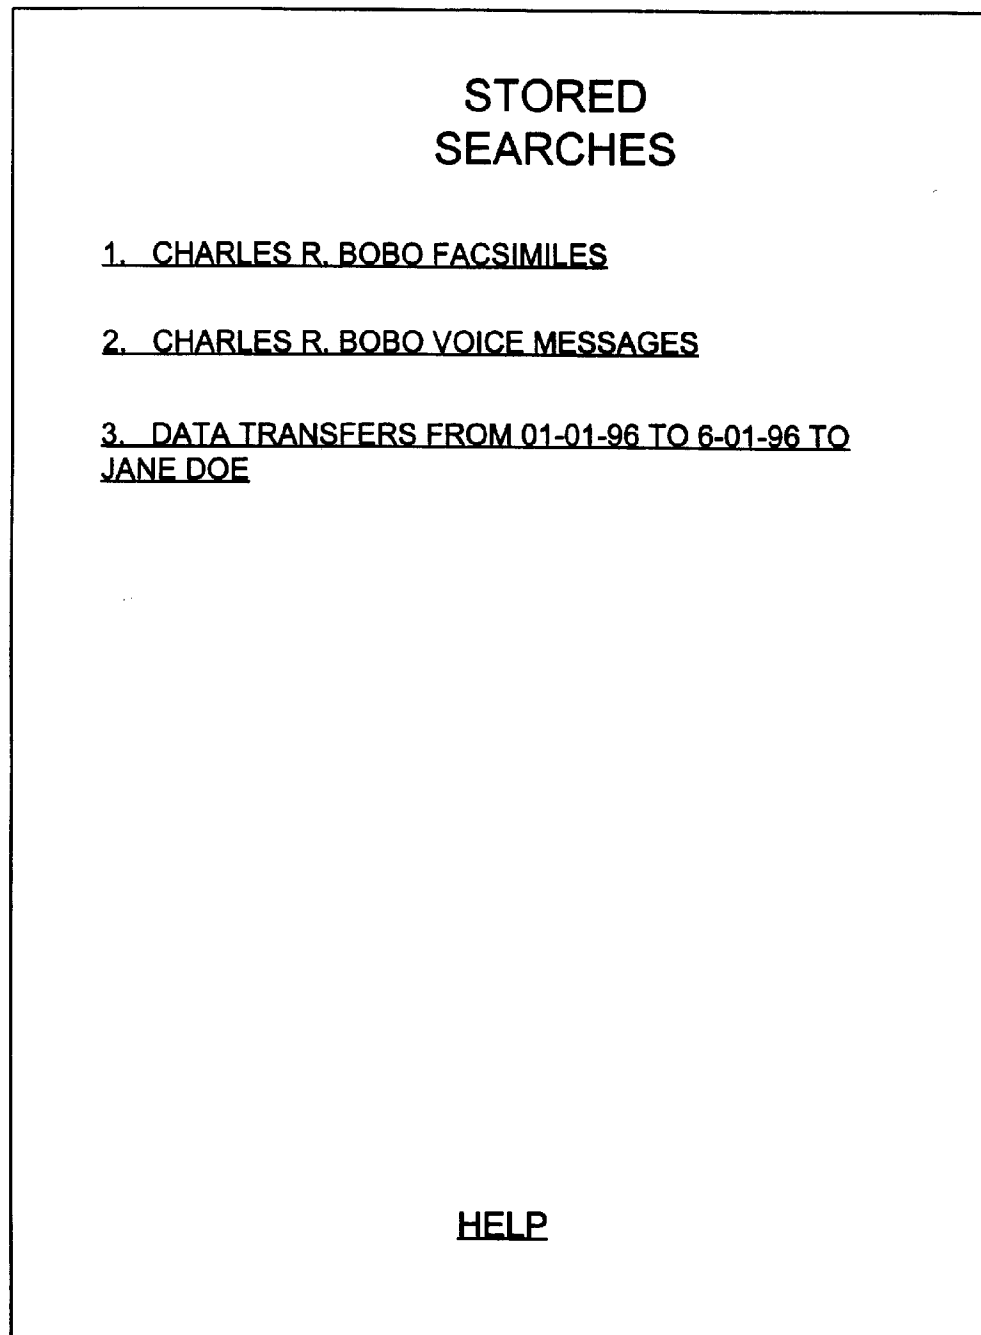 STORED
SEARCHES
1. CHARLES R. BOBO FACSIMILES
2. CHARLES R. BOBO VOICE MESSAGES
3. DATA TRANSFERS FROM 01-01-96 TO 6-01-96 TO
JANE DOE
HELP